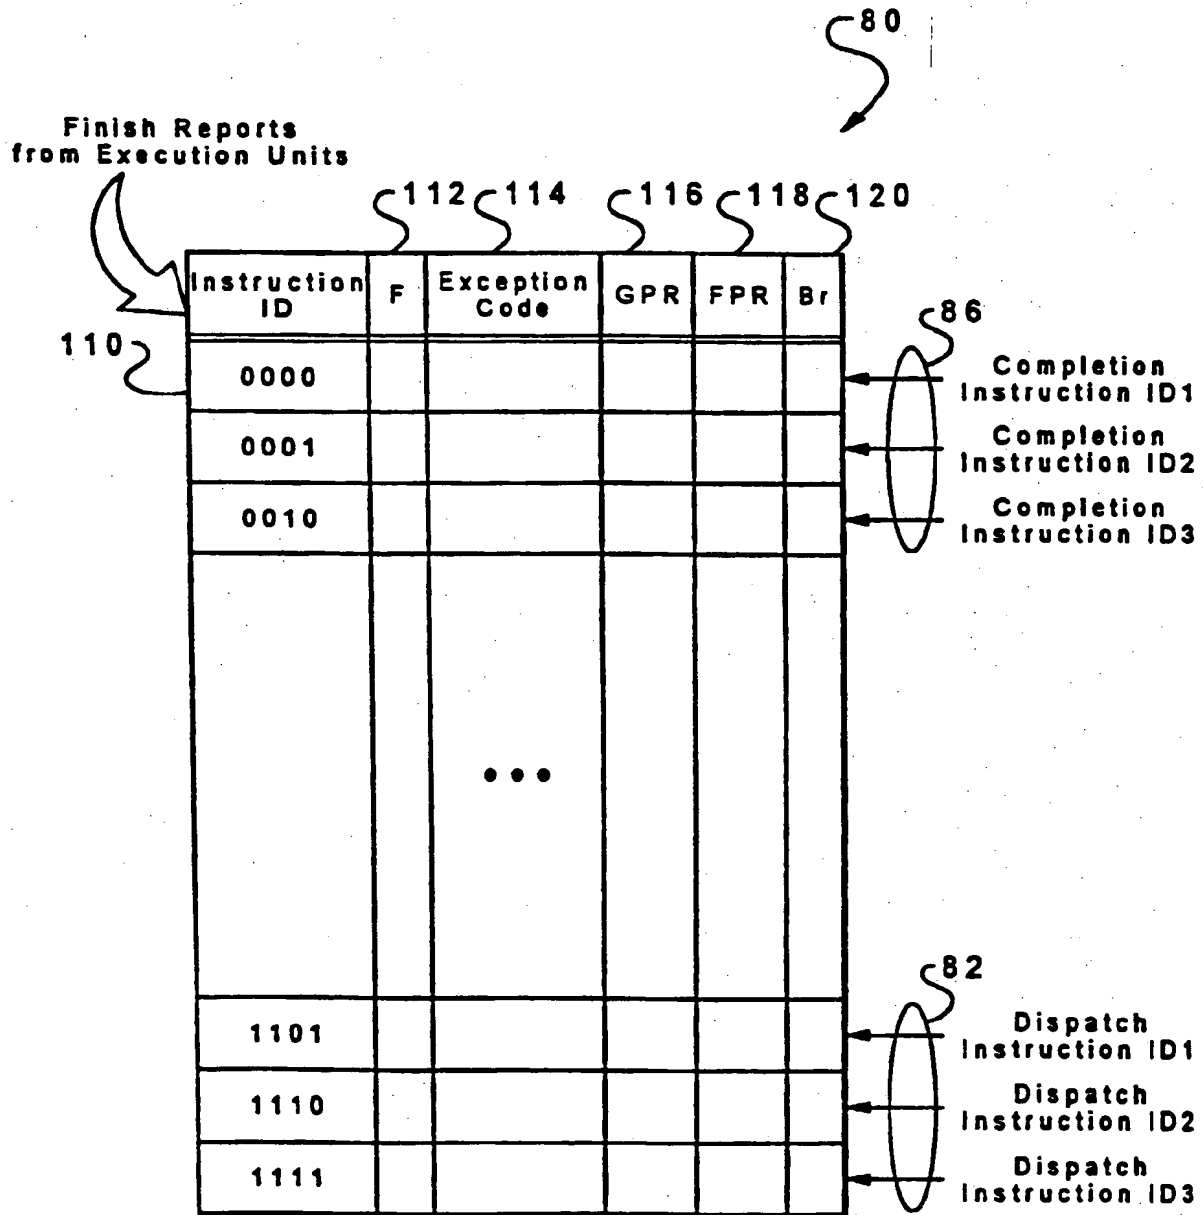 80
Finish Reports
from Execution Units
112 114 116 118 120
Instruction ID F Exception Code GPR FPR Br
110
86
0000
Completion
Instruction ID1
0001
Completion
Instruction ID2
0010
Completion
Instruction ID3
...
82
1101
Dispatch
Instruction ID1
1110
Dispatch
Instruction ID2
1111
Dispatch
Instruction ID3